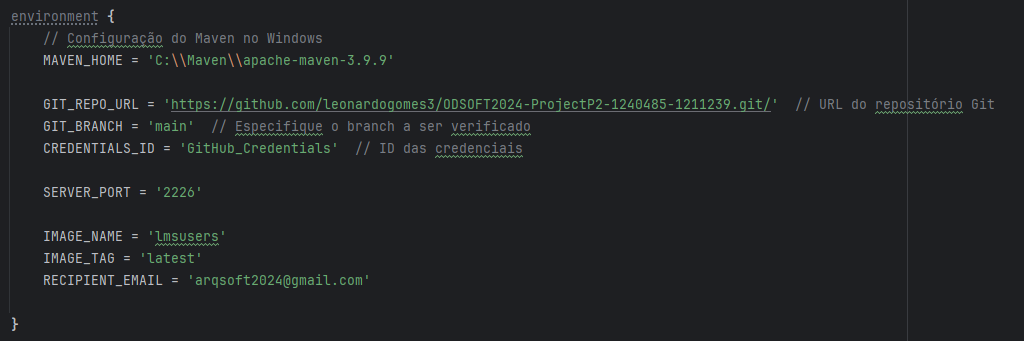 environment {
// Configuração do Maven no Windows
MAVEN_HOME = 'C:\\Maven\\apache-maven-3.9.9'
GIT_REPO_URL = 'https://github.com/leonardogomes3/ODSOFT2024-ProjectP2-1240485-1211239.git/'  // URL do repositório Git
GIT_BRANCH = 'main'  // Especifique o branch a ser verificado
CREDENTIALS_ID = 'GitHub_Credentials'  // ID das credenciais
SERVER_PORT = '2226'
IMAGE_NAME = 'lmsusers'
IMAGE_TAG = 'latest'
RECIPIENT_EMAIL = 'arqsoft2024@gmail.com'
}